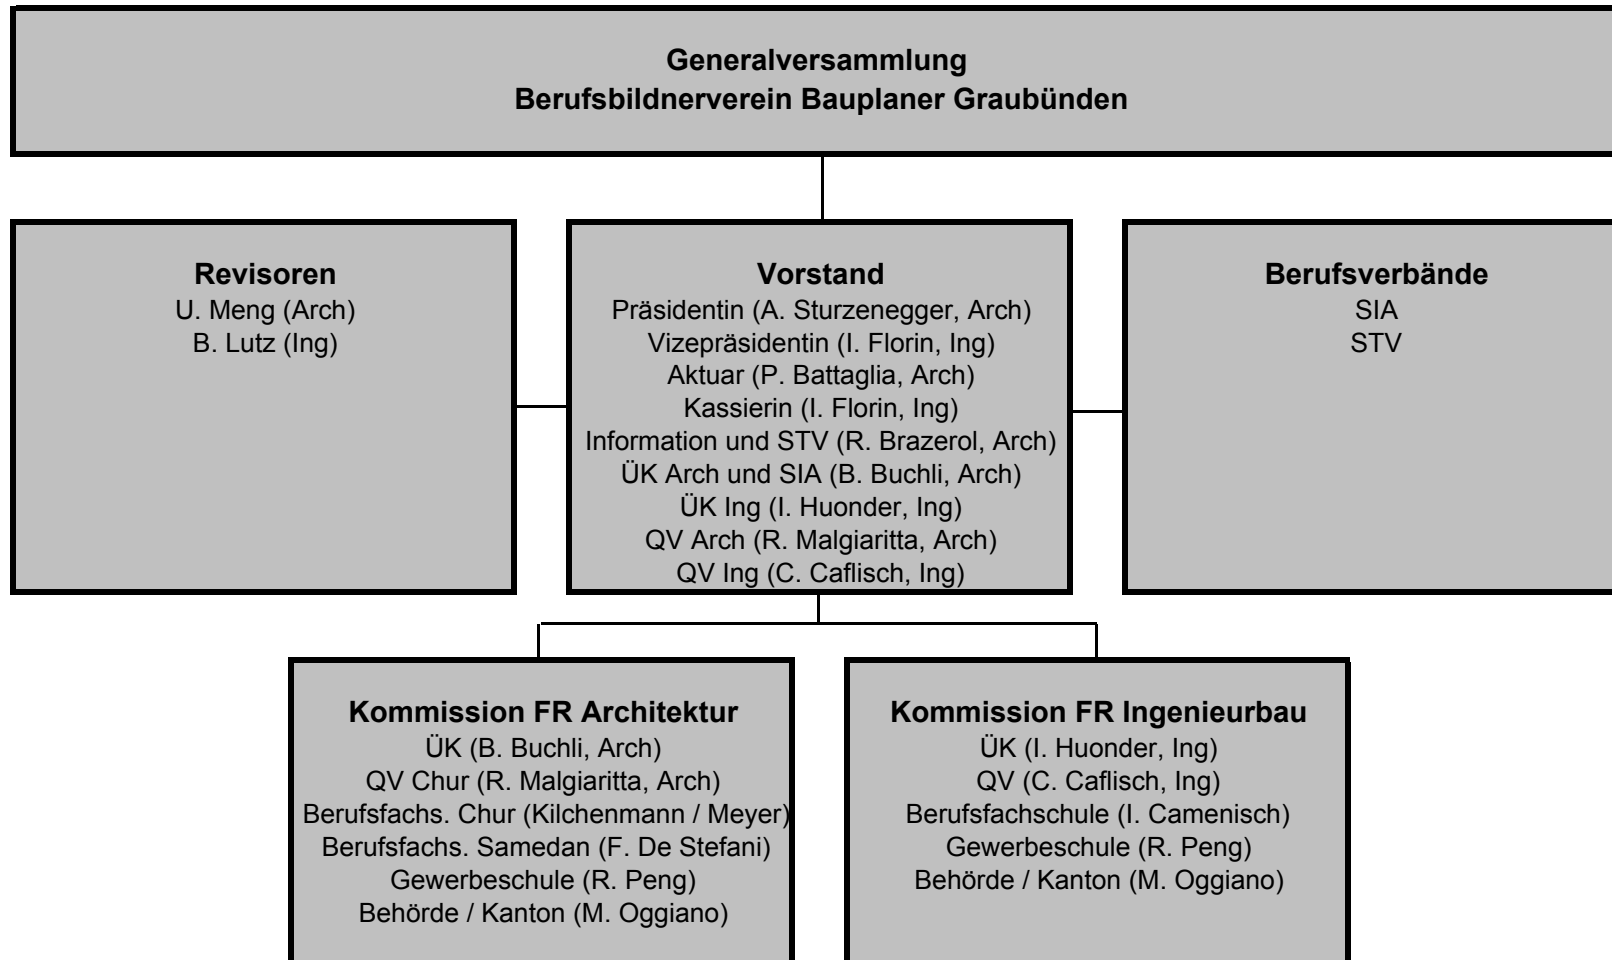 Generalversammlung
Berufsbildnerverein Bauplaner Graubünden
Revisoren
U. Meng (Arch)
B. Lutz (Ing)
Vorstand
Präsidentin (A. Sturzenegger, Arch)
Vizepräsidentin (I. Florin, Ing)
Aktuar (P. Battaglia, Arch)
Kassierin (I. Florin, Ing)
Information und STV (R. Brazerol, Arch)
ÜK Arch und SIA (B. Buchli, Arch)
ÜK Ing (I. Huonder, Ing)
QV Arch (R. Malgiaritta, Arch)
QV Ing (C. Caflisch, Ing)
Berufsverbände
SIA
STV
Kommission FR Architektur
ÜK (B. Buchli, Arch)
QV Chur (R. Malgiaritta, Arch)
Berufsfachs. Chur (Kilchenmann / Meyer)
Berufsfachs. Samedan (F. De Stefani)
Gewerbeschule (R. Peng)
Behörde / Kanton (M. Oggiano)
Kommission FR Ingenieurbau
ÜK (I. Huonder, Ing)
QV (C. Caflisch, Ing)
Berufsfachschule (I. Camenisch)
Gewerbeschule (R. Peng)
Behörde / Kanton (M. Oggiano)